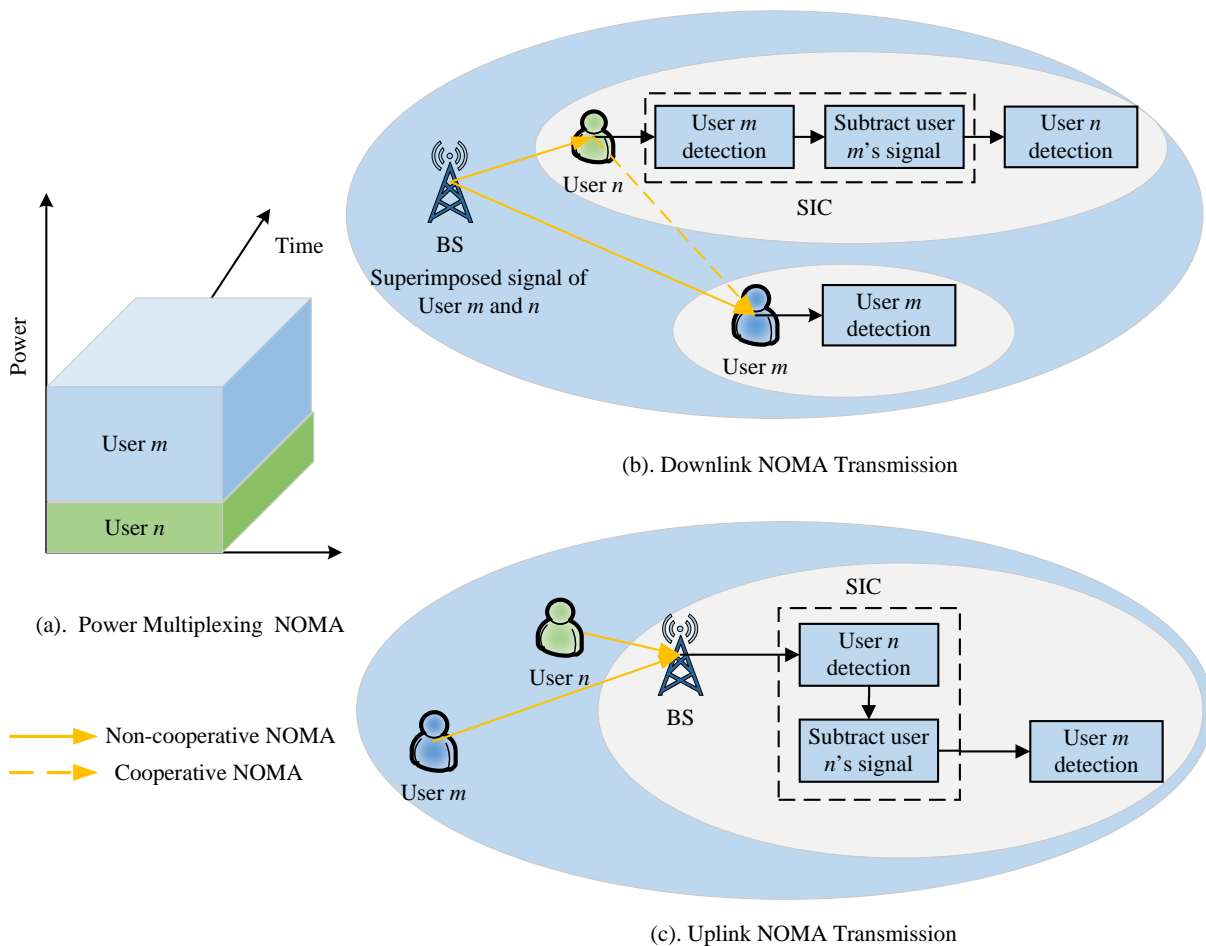 Power
Time
User m
User n
(a). Power Multiplexing NOMA
Non-cooperative NOMA
Cooperative NOMA
BS
Superimposed signal of
User m and n
User n
User m
detection
Subtract user
m's signal
User n
detection
SIC
User m
User m
detection
(b). Downlink NOMA Transmission
User n
User m
BS
SIC
User n
detection
Subtract user
n's signal
User m
detection
(c). Uplink NOMA Transmission